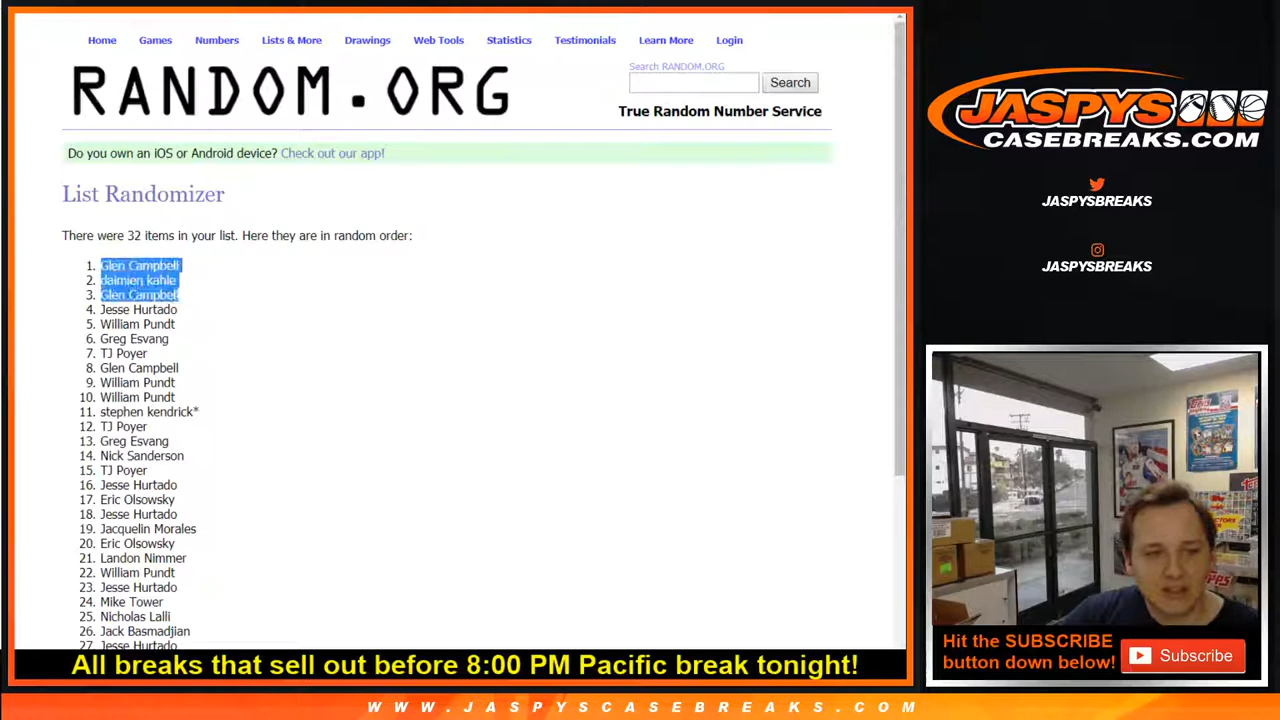 Home Games Numbers Lists & More Drawings Web Tools Statistics Testimonials Learn More Login
RANDOM.ORG
Search RANDOM.ORG
Search
True Random Number Service
Do you own an iOS or Android device? Check out our app!
List Randomizer
There were 32 items in your list. Here they are in random order:
1. Glen Campbell
2. daimien kahle
3. Glen Campbell
4. Jesse Hurtado
5. William Pundt
6. Greg Esvang
7. TJ Poyer
8. Glen Campbell
9. William Pundt
10. William Pundt
11. stephen kendrick*
12. TJ Poyer
13. Greg Esvang
14. Nick Sanderson
15. TJ Poyer
16. Jesse Hurtado
17. Eric Olsowsky
18. Jesse Hurtado
19. Jacquelin Morales
20. Eric Olsowsky
21. Landon Nimmer
22. William Pundt
23. Jesse Hurtado
24. Mike Tower
25. Nicholas Lalli
26. Jack Basmadjian
27. Jesse Hurtado
JASPYS
CASEBREAKS.COM
JASPYSBREAKS
JASPYSBREAKS
Hit the SUBSCRIBE
button down below!
Subscribe
All breaks that sell out before 8:00 PM Pacific break tonight!
WWW.JASPYSCASEBREAKS.COM